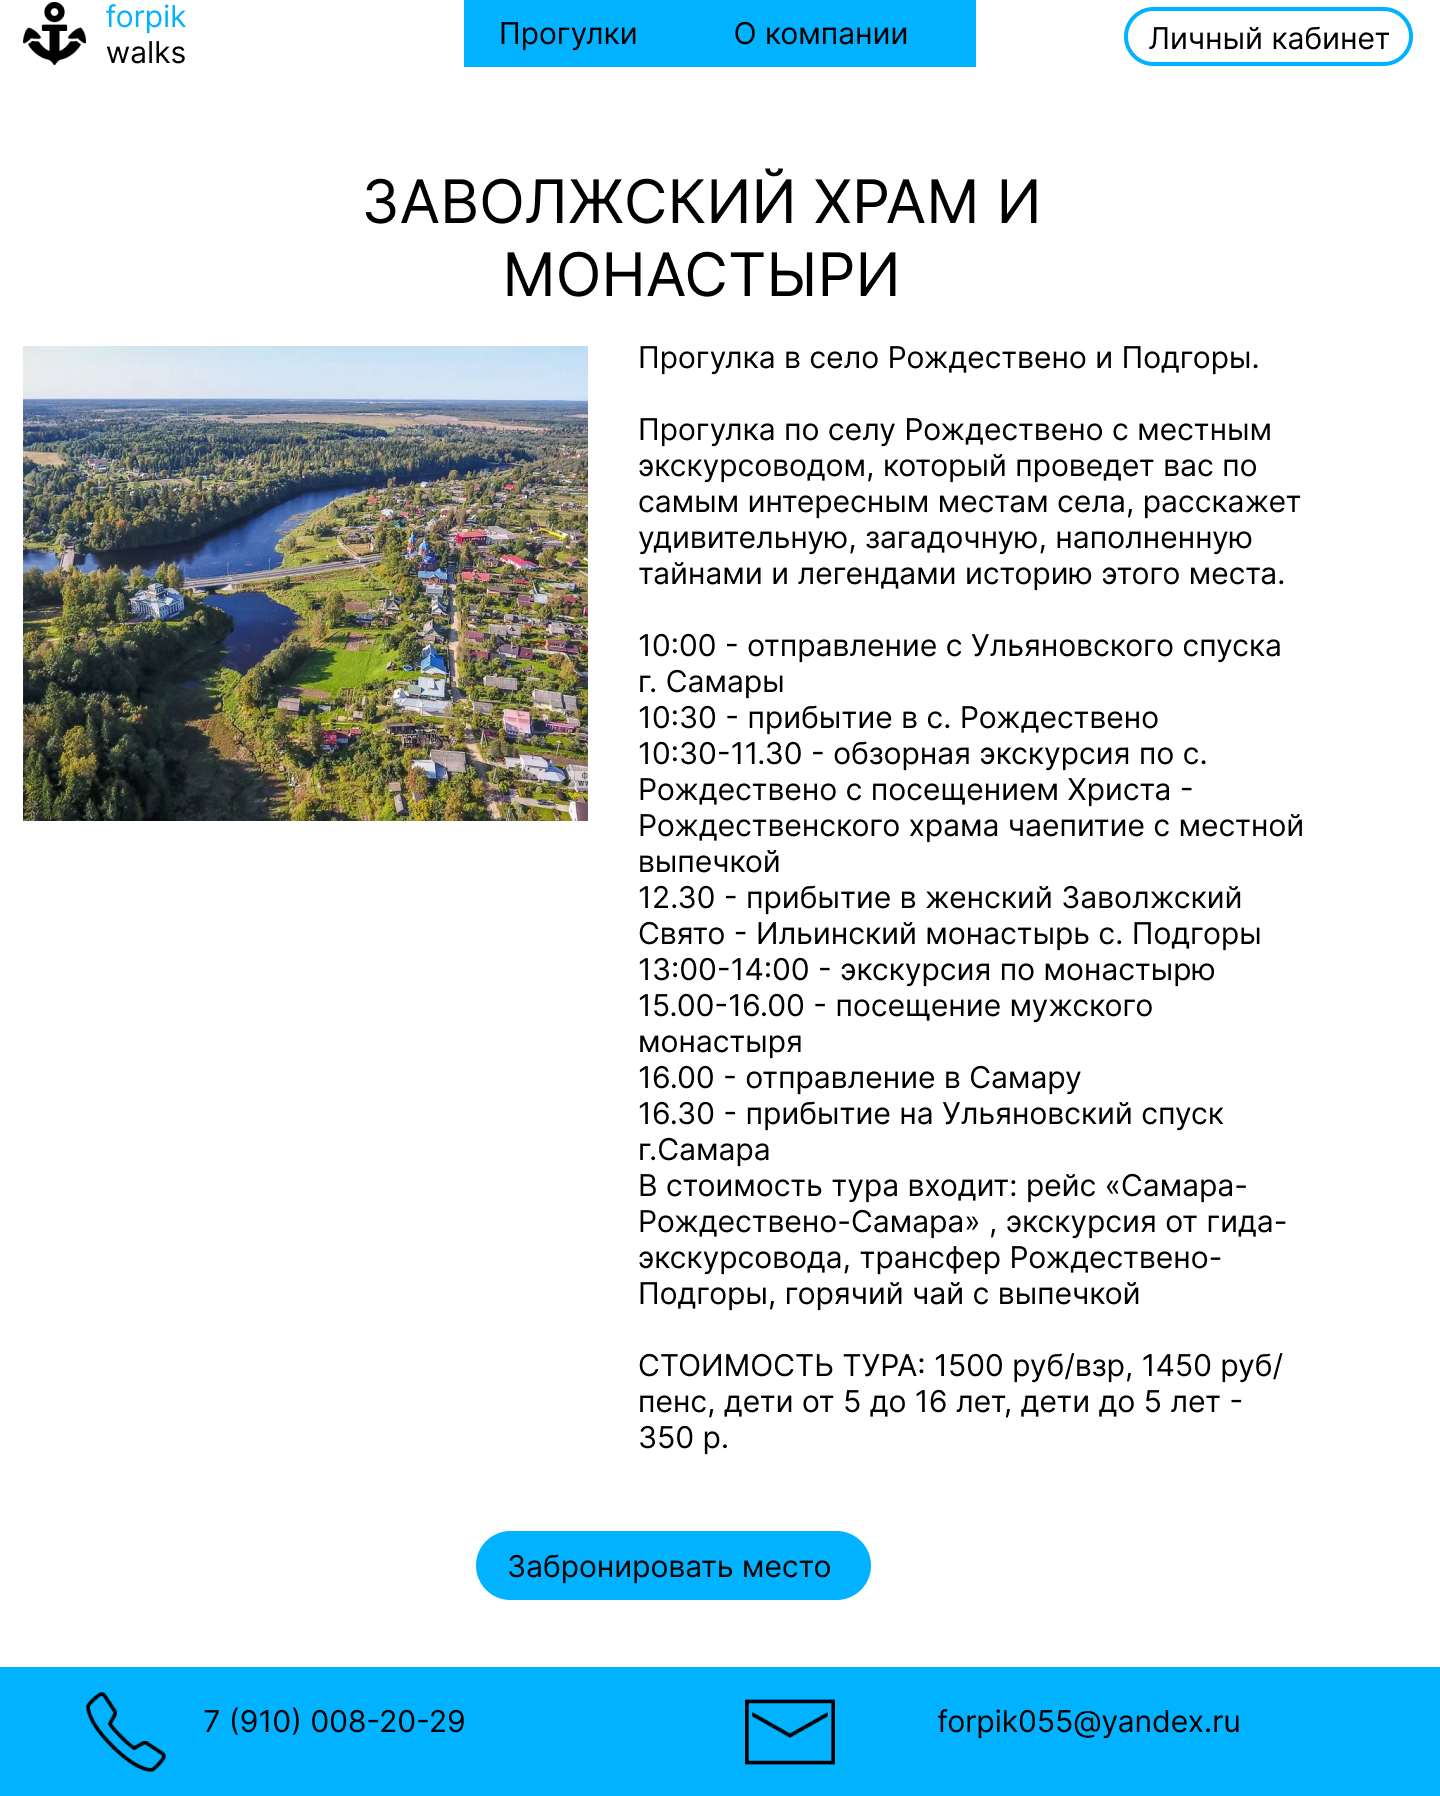 forpik
walks
Прогулки
О компании
Личный кабинет
ЗАВОЛЖСКИЙ ХРАМ И
МОНАСТЫРИ
Прогулка в село Рождествено и Подгоры.
Прогулка по селу Рождествено с местным
экскурсоводом, который проведет вас по
самым интересным местам села, расскажет
удивительную, загадочную, наполненную
тайнами и легендами историю этого места.
10:00 - отправление с Ульяновского спуска
г. Самары
10:30 - прибытие в с. Рождествено
10:30-11.30 - обзорная экскурсия по с.
Рождествено с посещением Христа -
Рождественского храма чаепитие с местной
выпечкой
12.30 - прибытие в женский Заволжский
Свято - Ильинский монастырь с. Подгоры
13:00-14:00 - экскурсия по монастырю
15.00-16.00 - посещение мужского
монастыря
16.00 - отправление в Самару
16.30 - прибытие на Ульяновский спуск
г.Самара
В стоимость тура входит: рейс «Самара-
Рождествено-Самара» , экскурсия от гида-
экскурсовода, трансфер Рождествено-
Подгоры, горячий чай с выпечкой
СТОИМОСТЬ ТУРА: 1500 руб/взр, 1450 руб/
пенс, дети от 5 до 16 лет, дети до 5 лет -
350 р.
Забронировать место
7 (910) 008-20-29
forpik055@yandex.ru